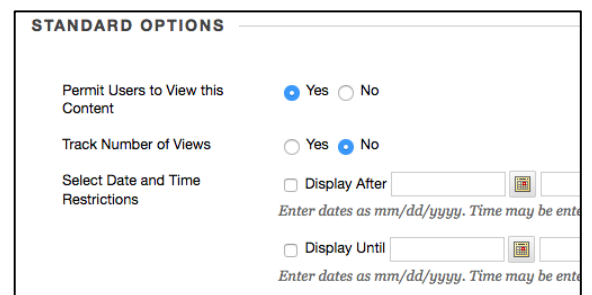 STANDARD OPTIONS
Permit Users to View this Yes No
Content
Track Number of Views Yes No
Select Date and Time Display After
Restrictions
Enter dates as mm/dd/yyyy. Time may be ente
Display Until
Enter dates as mm/dd/yyyy. Time may be ente